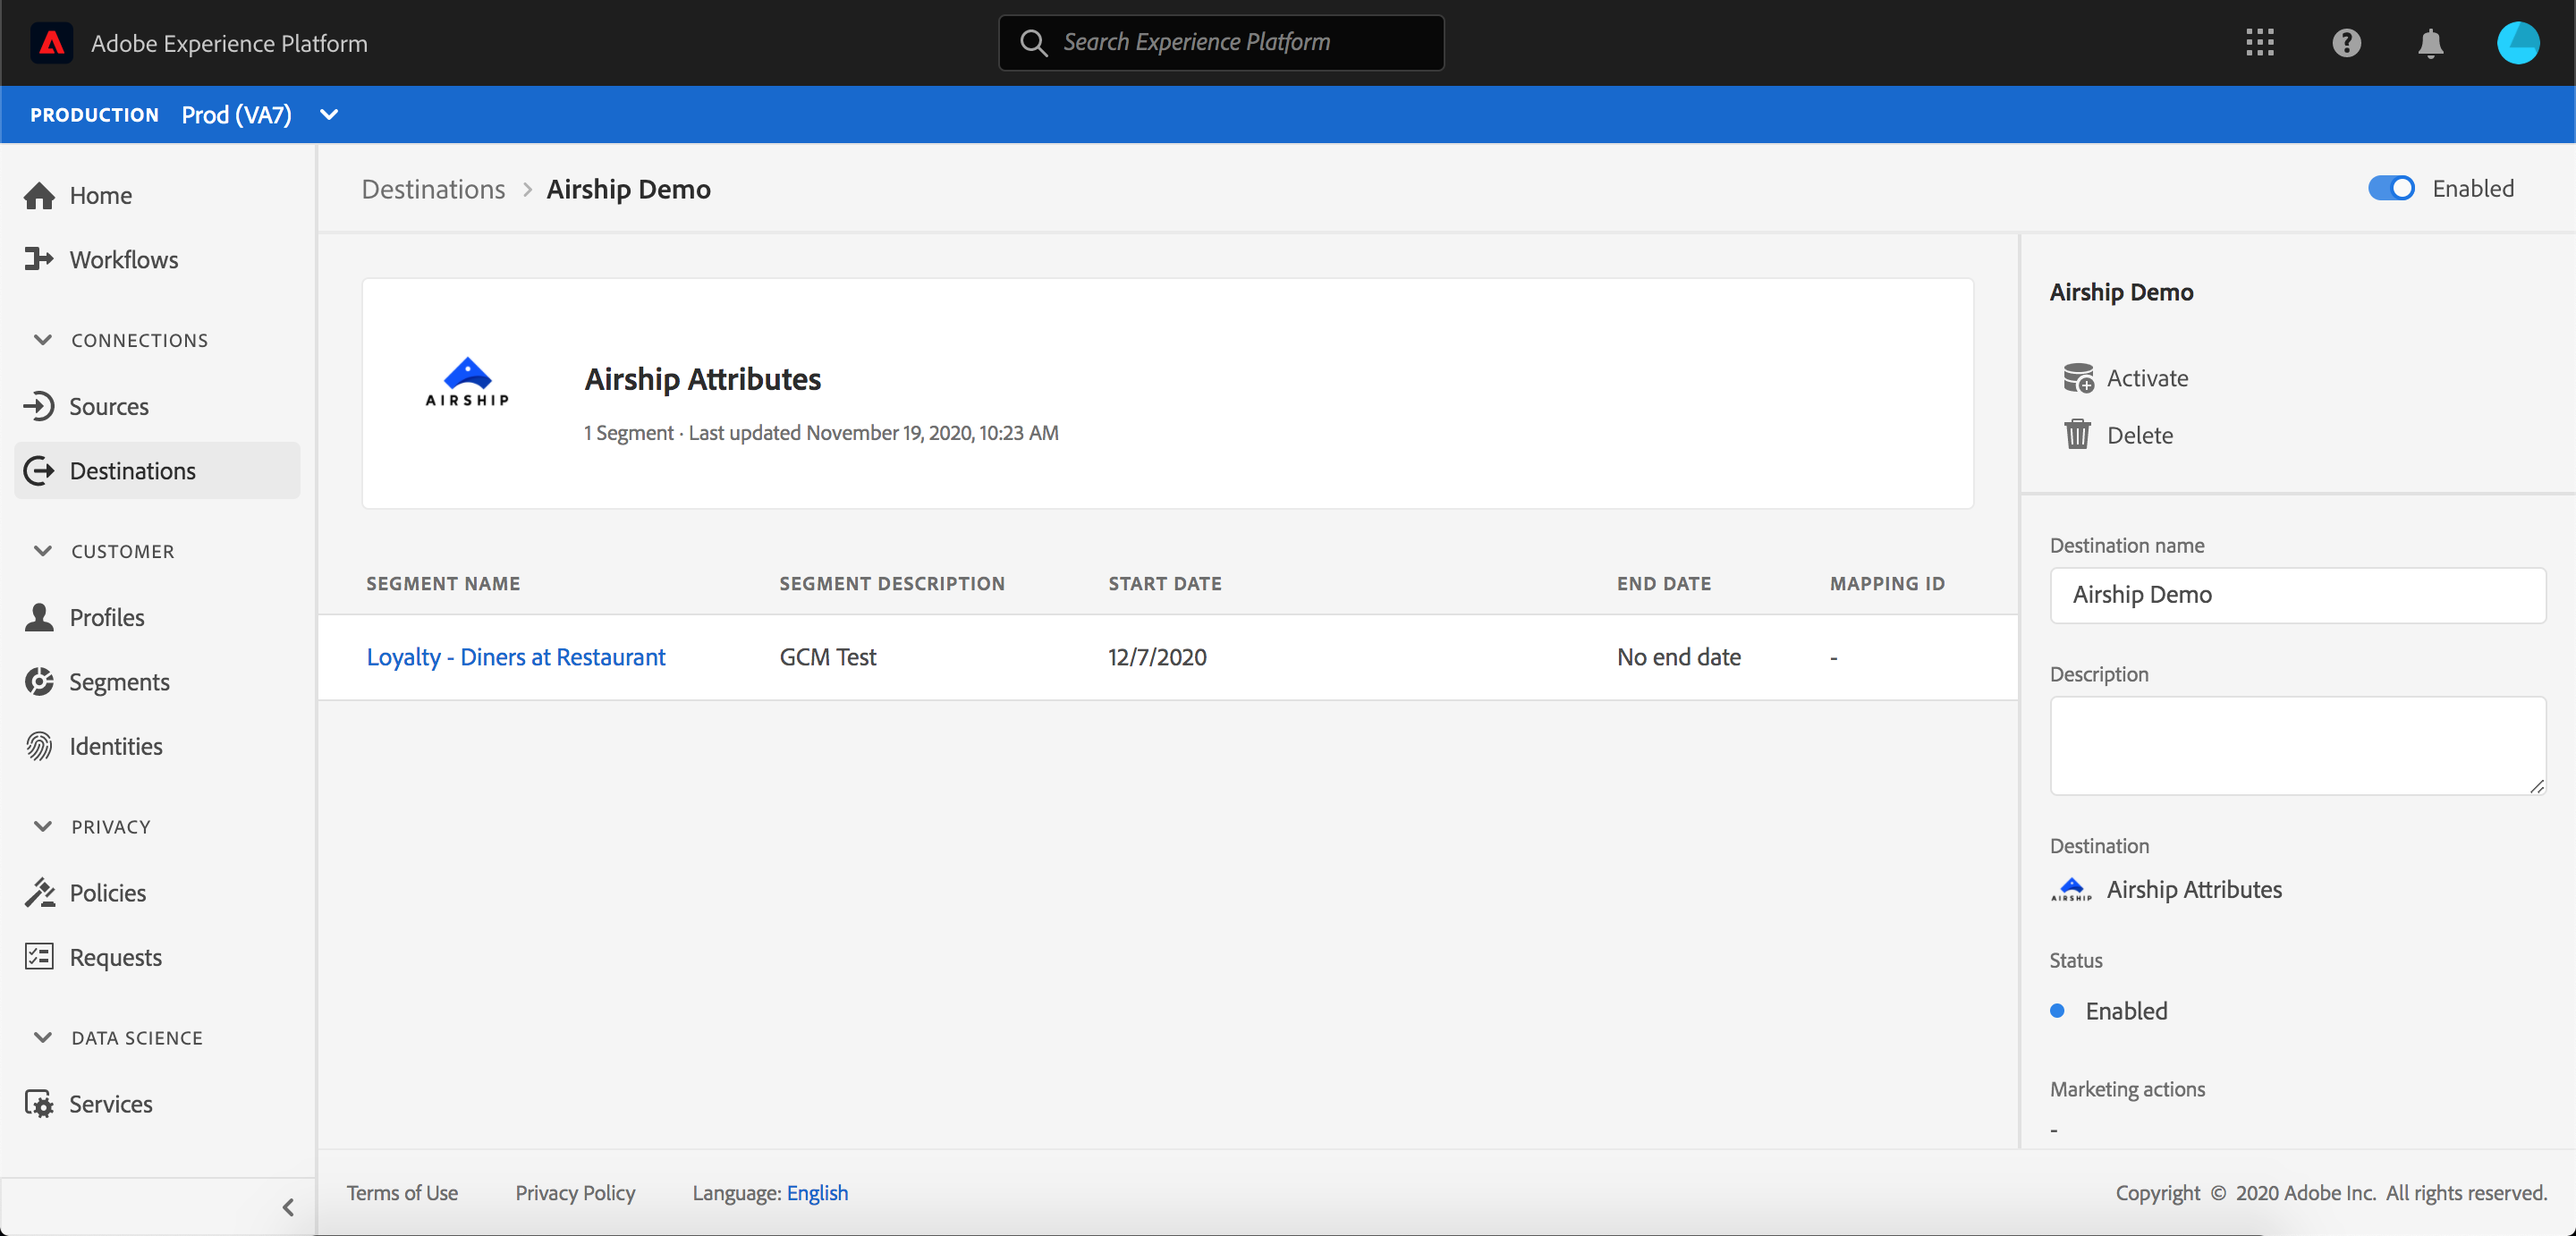 Adobe Experience Platform
Search Experience Platform
PRODUCTION Prod (VA7)
Home
Workflows
CONNECTIONS
Sources
Destinations
CUSTOMER
Profiles
Segments
Identities
PRIVACY
Policies
Requests
DATA SCIENCE
Services
Destinations > Airship Demo
Enabled
AIRSHIP
Airship Attributes
1 Segment · Last updated November 19, 2020, 10:23 AM
SEGMENT NAME SEGMENT DESCRIPTION START DATE END DATE MAPPING ID
Loyalty - Diners at Restaurant GCM Test 12/7/2020 No end date -
Airship Demo
Activate
Delete
Destination name
Airship Demo
Description
Destination
AIRSHIP Airship Attributes
Status
Enabled
Marketing actions
-
Terms of Use Privacy Policy Language: English
Copyright © 2020 Adobe Inc. All rights reserved.